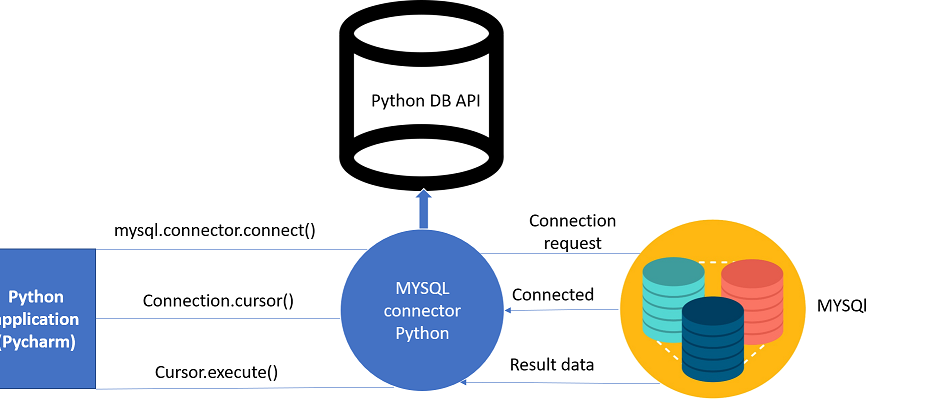 Python DB API
mysql.connector.connect()
Connection
request
Python
application
(Pycharm)
Connection.cursor()
MYSQL
connector
Python
Connected
MYSQl
Cursor.execute()
Result data